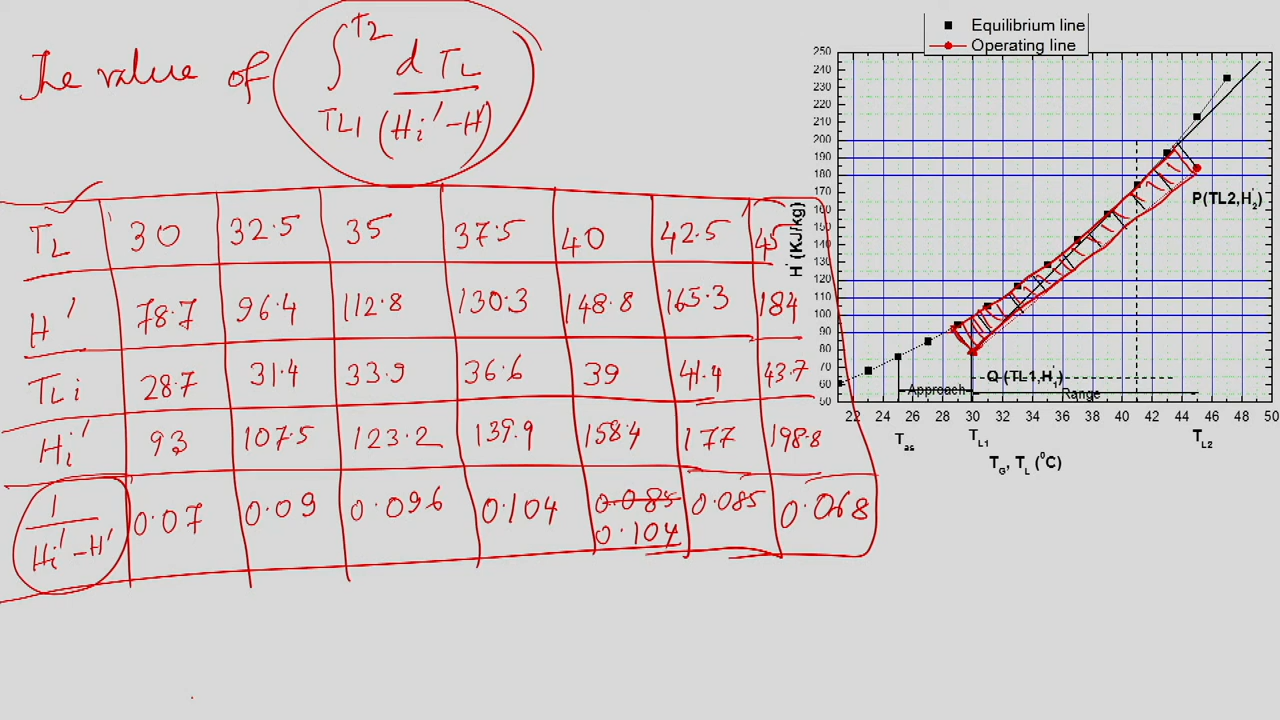 The value of ∫ TL1 T2 d TL / (Hi' - H')
TL 30 32.5 35 37.5 40 42.5 45
H' 78.7 96.4 112.8 130.3 148.8 165.3 184
TLi 28.7 31.4 33.9 36.6 39 41.4 43.7
Hi' 93 107.5 123.2 139.9 158.4 177 198.8
1 / Hi' - H' 0.07 0.09 0.096 0.104 0.085 0.085 0.068
0.104
Equilibrium line
Operating line
250
240
230
220
210
200
190
180
170
160
150
140
130
120
110
100
90
80
70
60
50
H' (KJ/kg)
P(TL2,H'2)
Q (TL1,H'1)
Approach
Range
22 24 26 28 30 32 34 36 38 40 42 44 46 48 50
Tas TL1 TL2
TG, TL (⁰C)